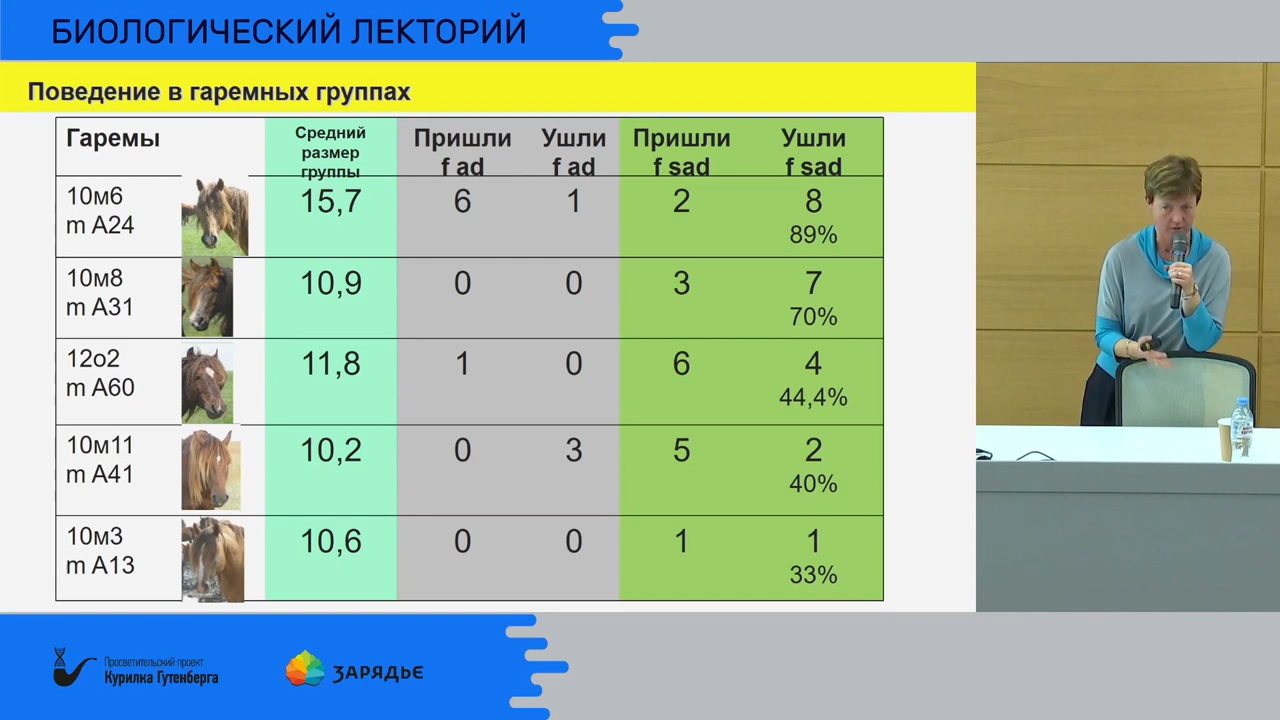 БИОЛОГИЧЕСКИЙ ЛЕКТОРИЙ
Поведение в гаремных группах
Гаремы
Средний
размер
группы
Пришли
f ad
Ушли
f ad
Пришли
f sad
Ушли
f sad
10м6
m A24
15,7
6
1
2
8
89%
10м8
m A31
10,9
0
0
3
7
70%
12о2
m A60
11,8
1
0
6
4
44,4%
10м11
m A41
10,2
0
3
5
2
40%
10м3
m A13
10,6
0
0
1
1
33%
Просветительский проект
Курилка Гутенберга
ЗАРЯДЬЕ